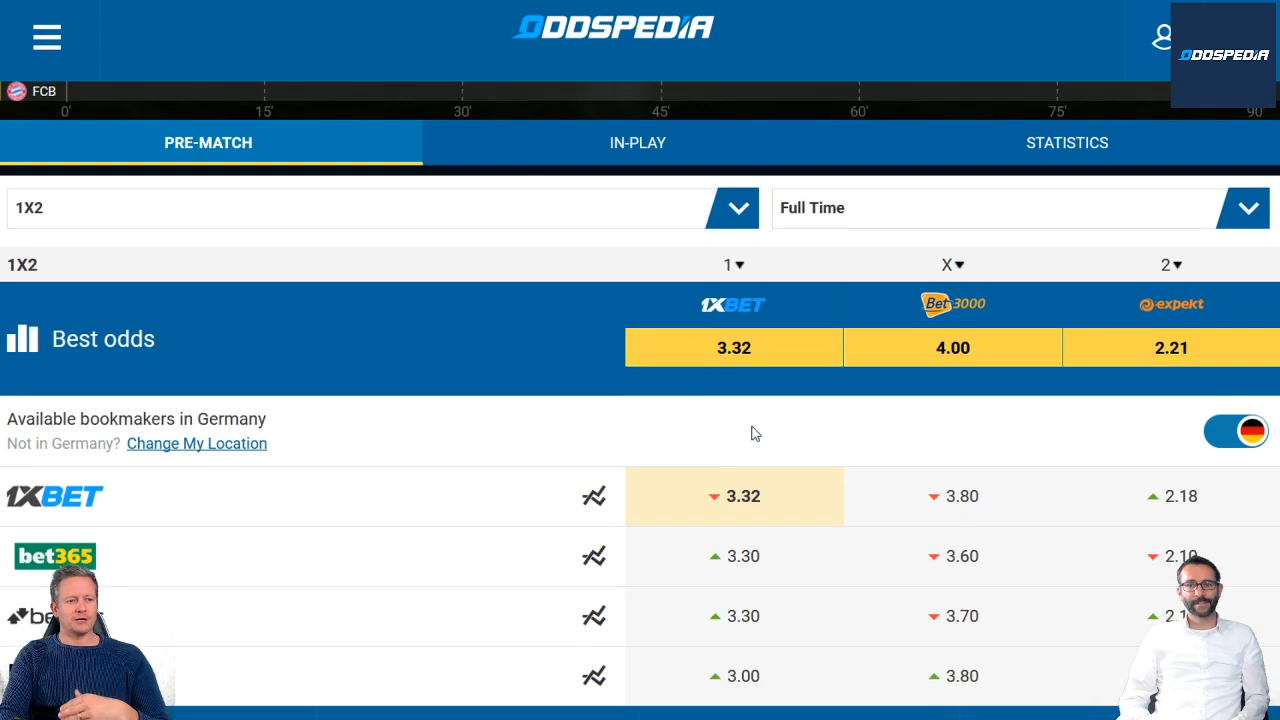 ODDSPEDIA
ODDSPEDIA
FCB
0' 15' 30' 45' 60' 75' 90'
PRE-MATCH IN-PLAY STATISTICS
1X2 Full Time
1X2 1 X 2
1XBET Bet3000 expekt
Best odds 3.32 4.00 2.21
Available bookmakers in Germany
Not in Germany? Change My Location
1XBET 3.32 3.80 2.18
bet365 3.30 3.60 2.10
3.30 3.70
3.00 3.80